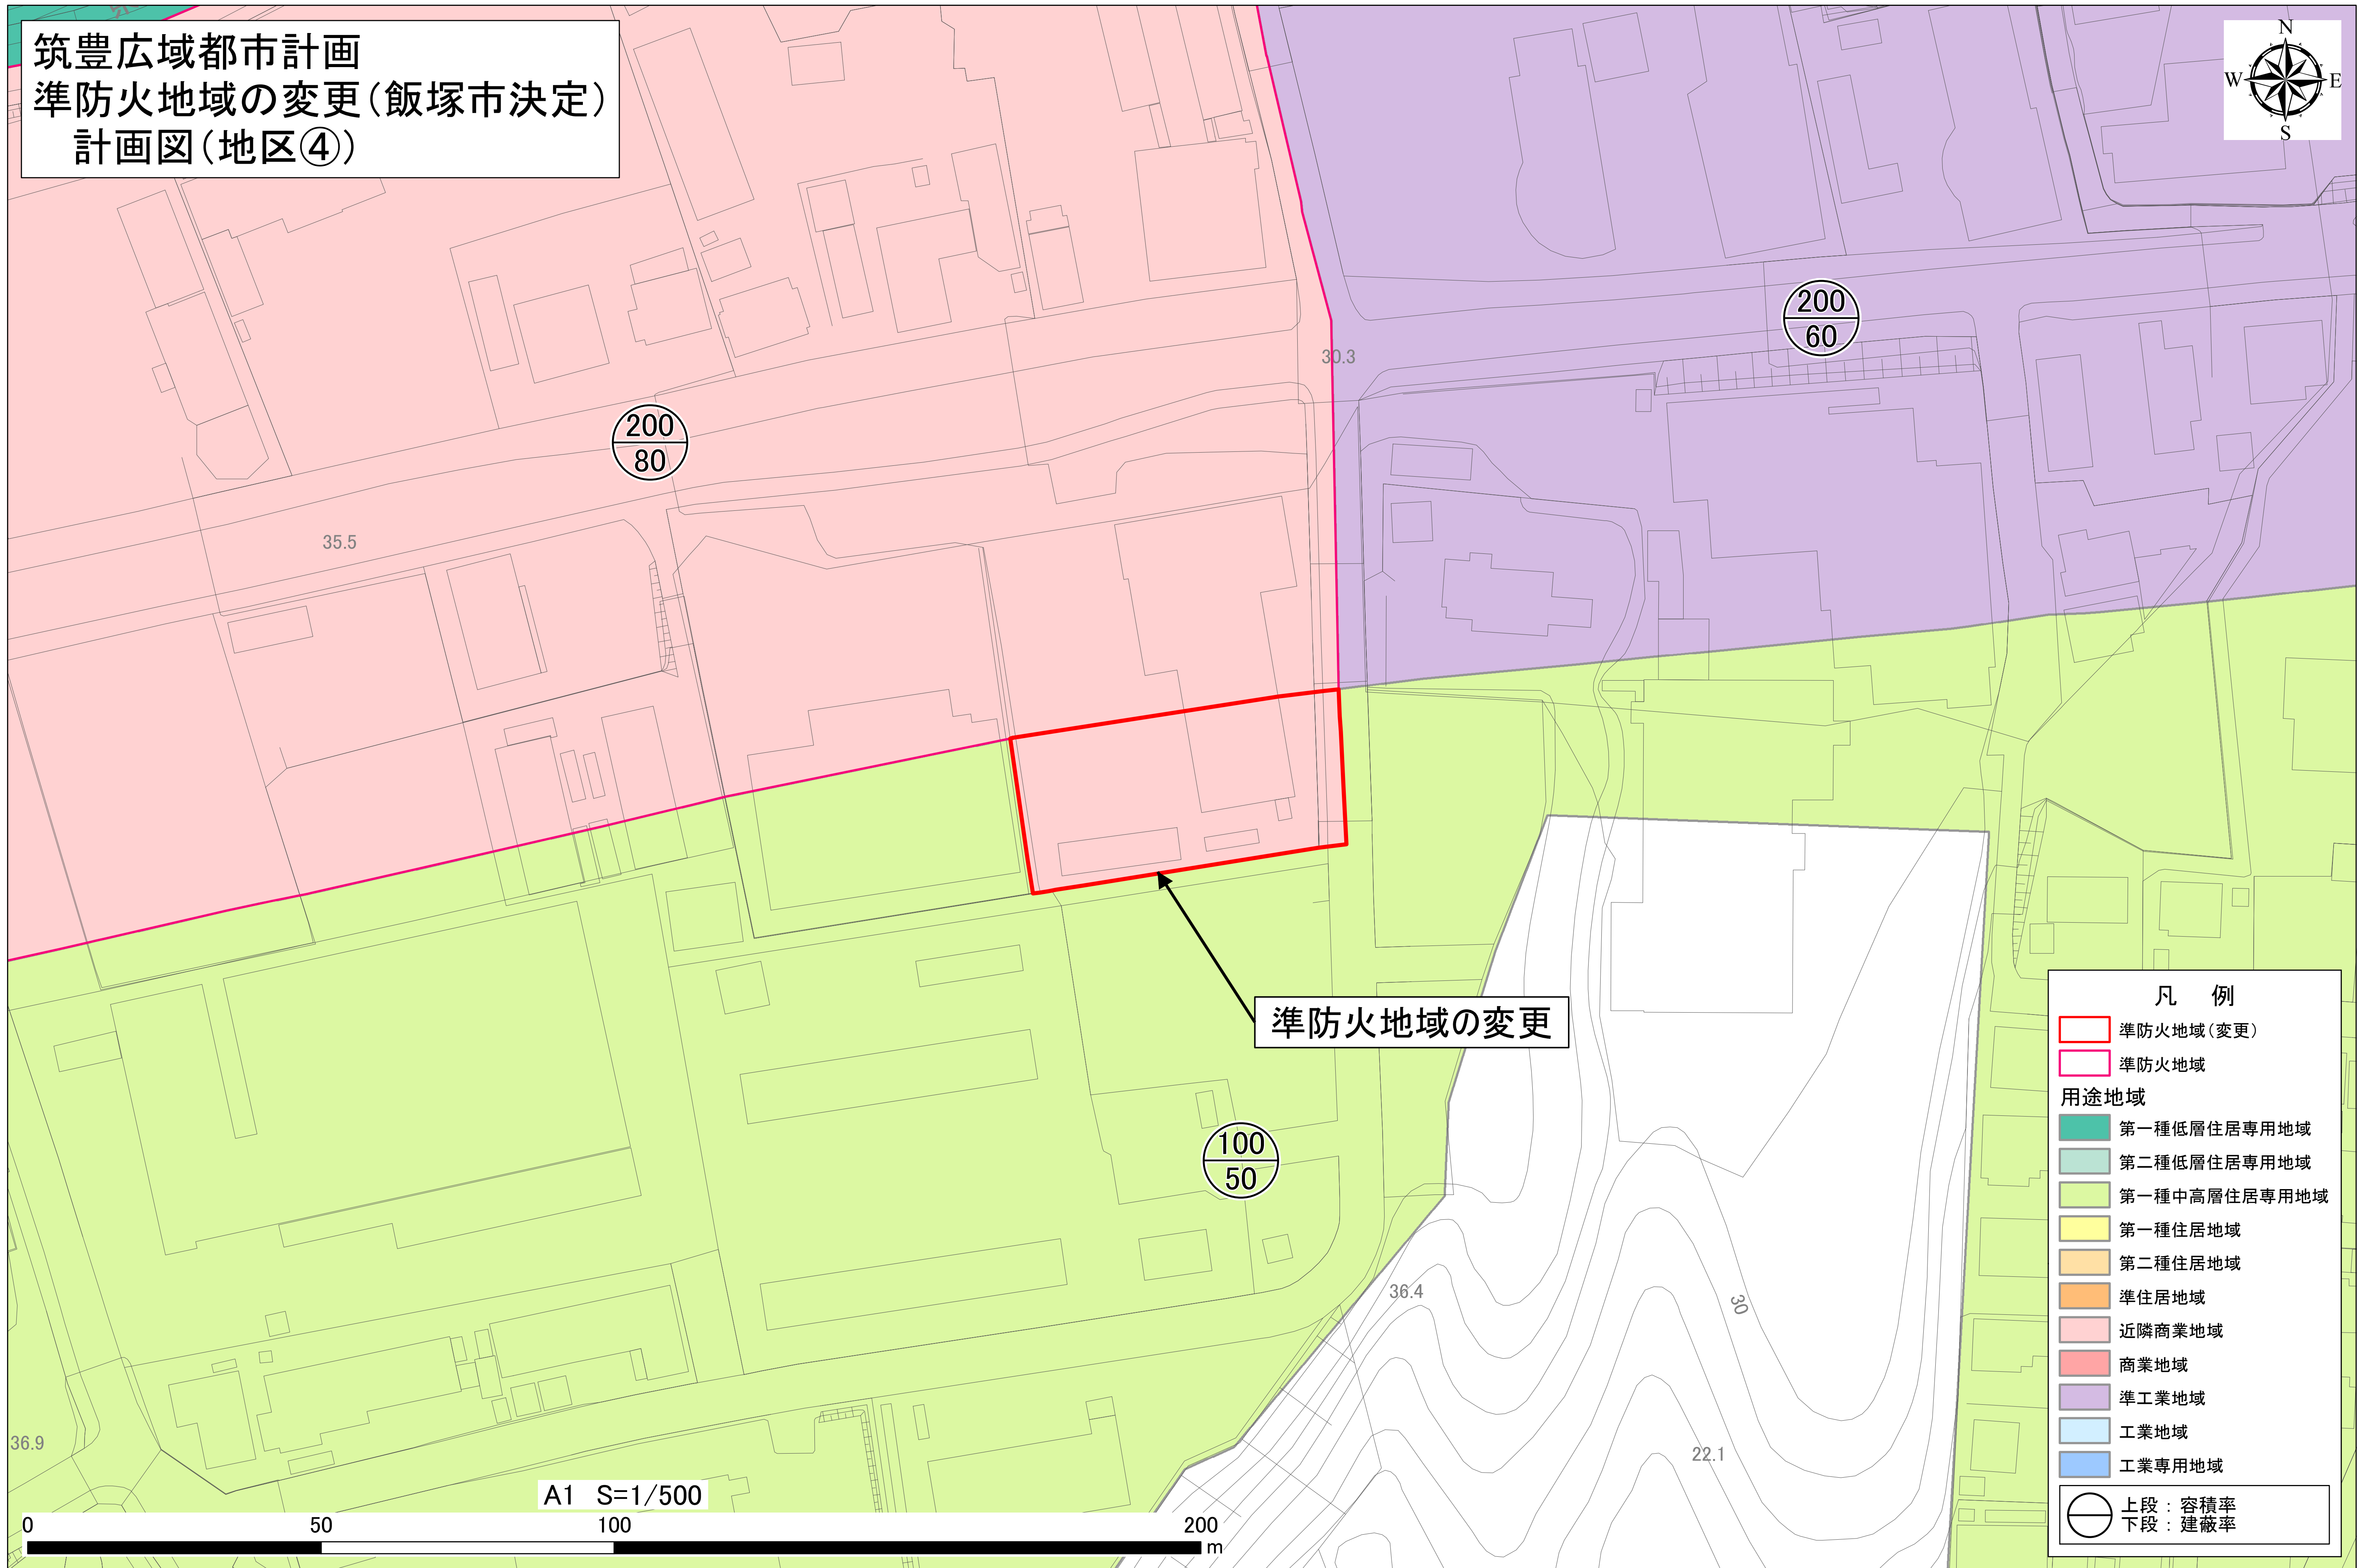 筑豊広域都市計画
準防火地域の変更(飯塚市決定)
計画図(地区④)
N
W E
S
200
60
30.3
200
80
35.5
準防火地域の変更
100
50
36.4
30
22.1
36.9
凡 例
準防火地域(変更)
準防火地域
用途地域
第一種低層住居専用地域
第二種低層住居専用地域
第一種中高層住居専用地域
第一種住居地域
第二種住居地域
準住居地域
近隣商業地域
商業地域
準工業地域
工業地域
工業専用地域
上段:容積率
下段:建蔽率
A1 S=1/500
0 50 100 200
m